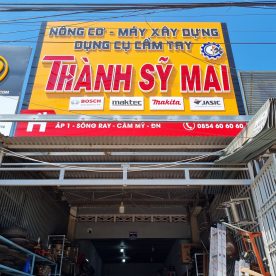 NÔNG CƠ - MÁY XÂY DỰNG
DỤNG CỤ CẦM TAY
THÀNH SỸ MAI
BOSCH maktec makita JASIC
ẤP 1 - SÔNG RAY - CẨM MỸ - ĐN 0854 60 60 60